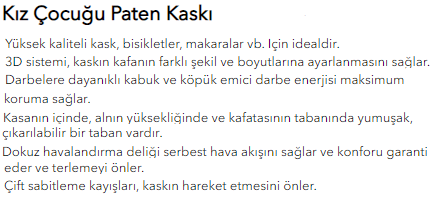 Kız Çocuğu Paten Kaskı
Yüksek kaliteli kask, bisikletler, makaralar vb. Için idealdir.
3D sistemi, kaskın kafanın farklı şekil ve boyutlarına ayarlanmasını sağlar.
Darbelere dayanıklı kabuk ve köpük emici darbe enerjisi maksimum
koruma sağlar.
Kasanın içinde, alnın yüksekliğinde ve kafatasının tabanında yumuşak,
çıkarılabilir bir taban vardır.
Dokuz havalandırma deliği serbest hava akışını sağlar ve konforu garanti
eder ve terlemeyi önler.
Çift sabitleme kayışları, kaskın hareket etmesini önler.